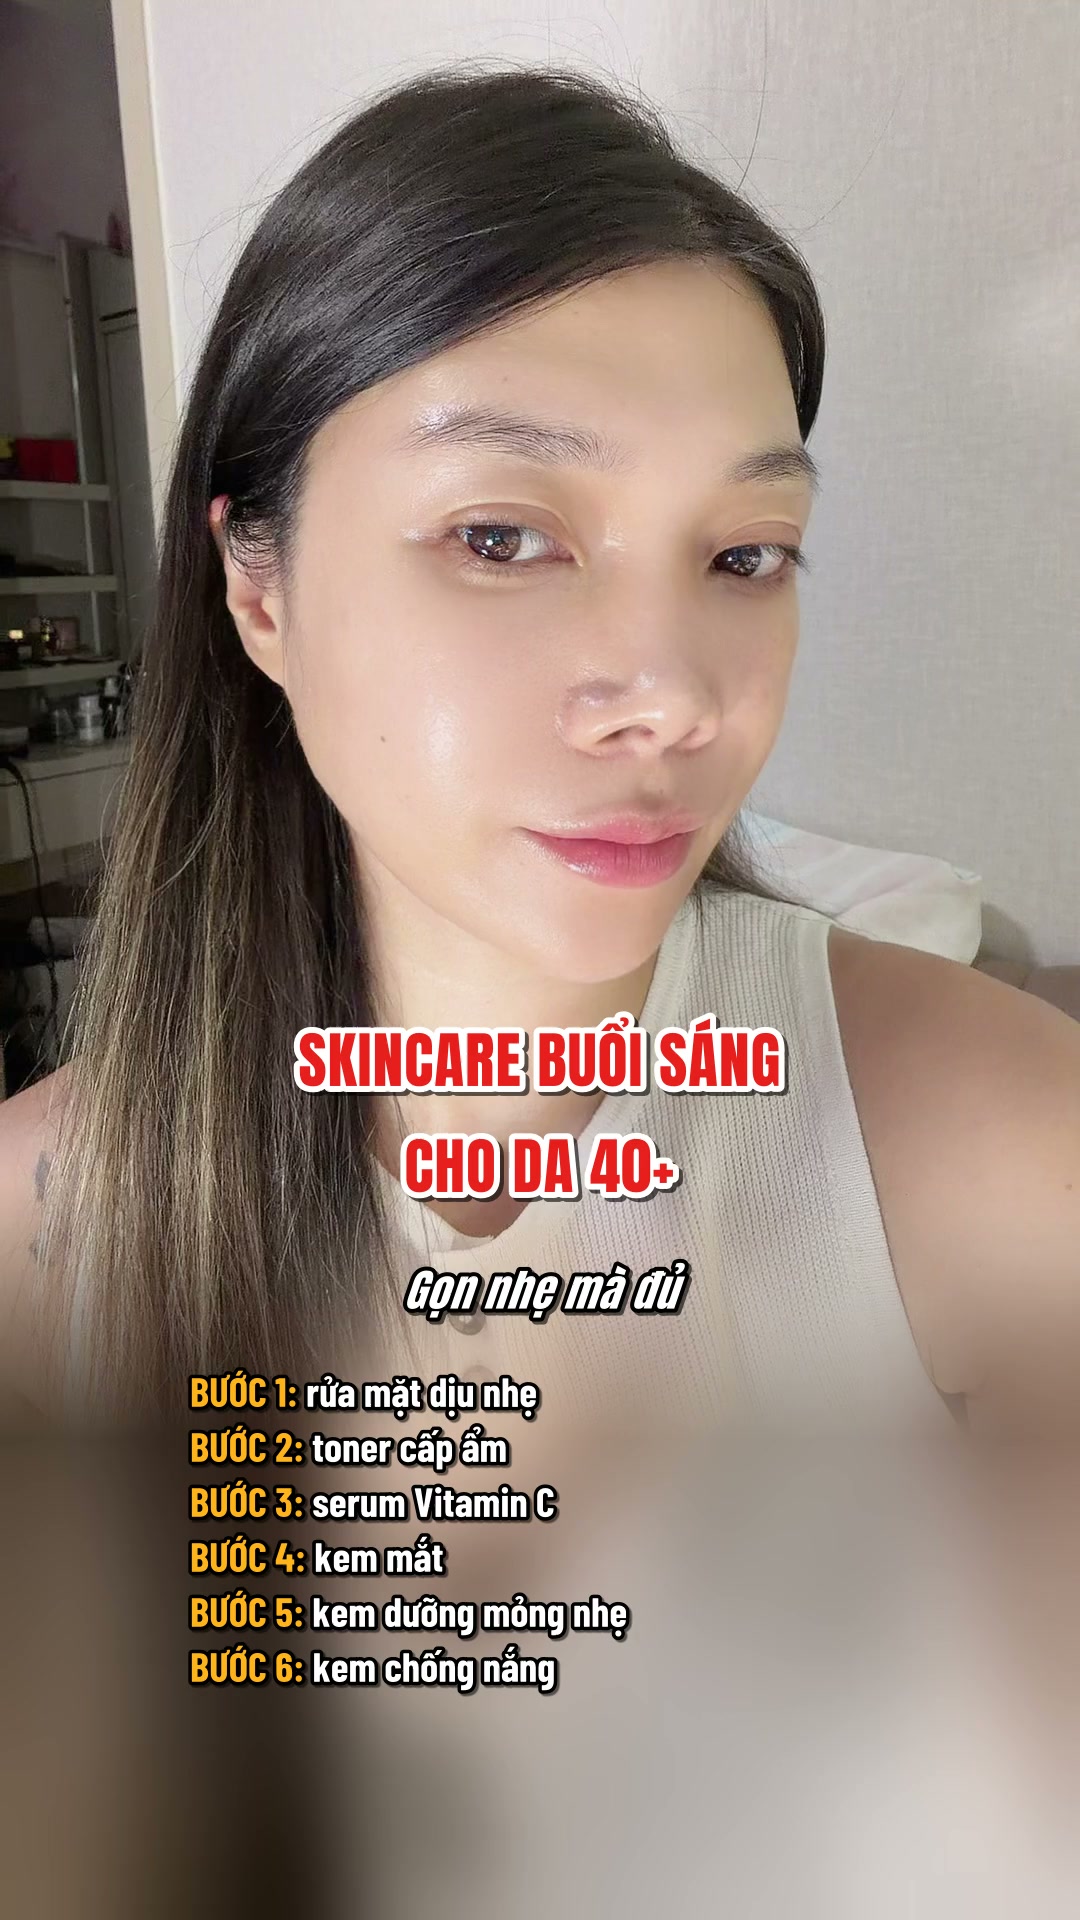 SKINCARE BUỔI SÁNG
CHO DA 40+
Gọn nhẹ mà đủ
BƯỚC 1: rửa mặt dịu nhẹ
BƯỚC 2: toner cấp ẩm
BƯỚC 3: serum Vitamin C
BƯỚC 4: kem mắt
BƯỚC 5: kem dưỡng mỏng nhẹ
BƯỚC 6: kem chống nắng